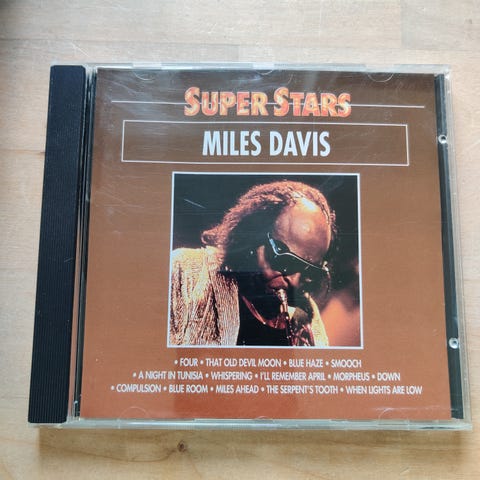 SUPER STARS
MILES DAVIS
• FOUR • THAT OLD DEVIL MOON • BLUE HAZE • SMOOCH
• A NIGHT IN TUNISIA • WHISPERING • I'LL REMEMBER APRIL • MORPHEUS • DOWN
• COMPULSION • BLUE ROOM • MILES AHEAD • THE SERPENT'S TOOTH • WHEN LIGHTS ARE LOW